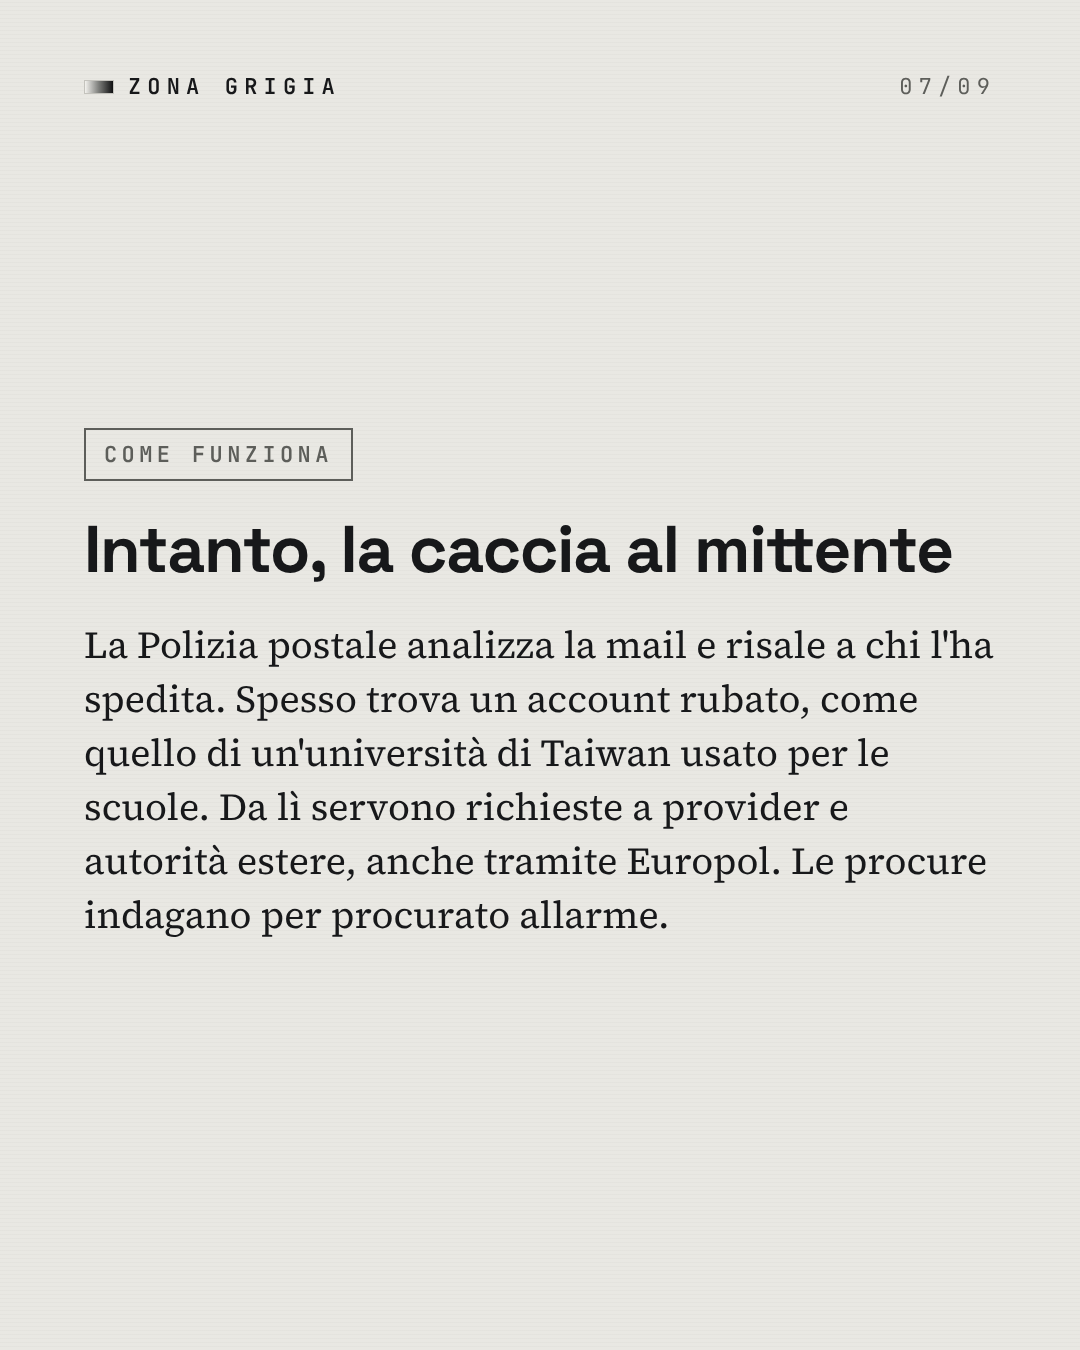 ZONA GRIGIA
07/09
COME FUNZIONA
Intanto, la caccia al mittente
La Polizia postale analizza la mail e risale a chi l'ha
spedita. Spesso trova un account rubato, come
quello di un'università di Taiwan usato per le
scuole. Da lì servono richieste a provider e
autorità estere, anche tramite Europol. Le procure
indagano per procurato allarme.